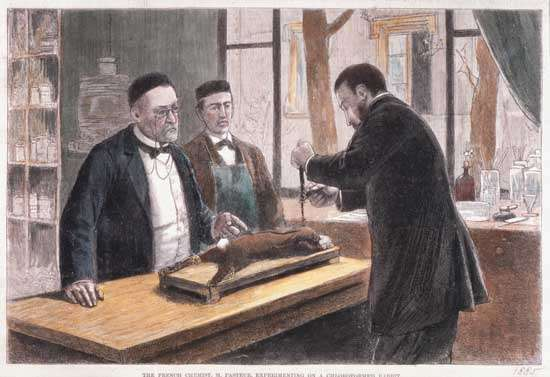 THE FRENCH CHEMIST, M. PASTEUR, EXPERIMENTING ON A CHLOROFORMED RABBIT
1885